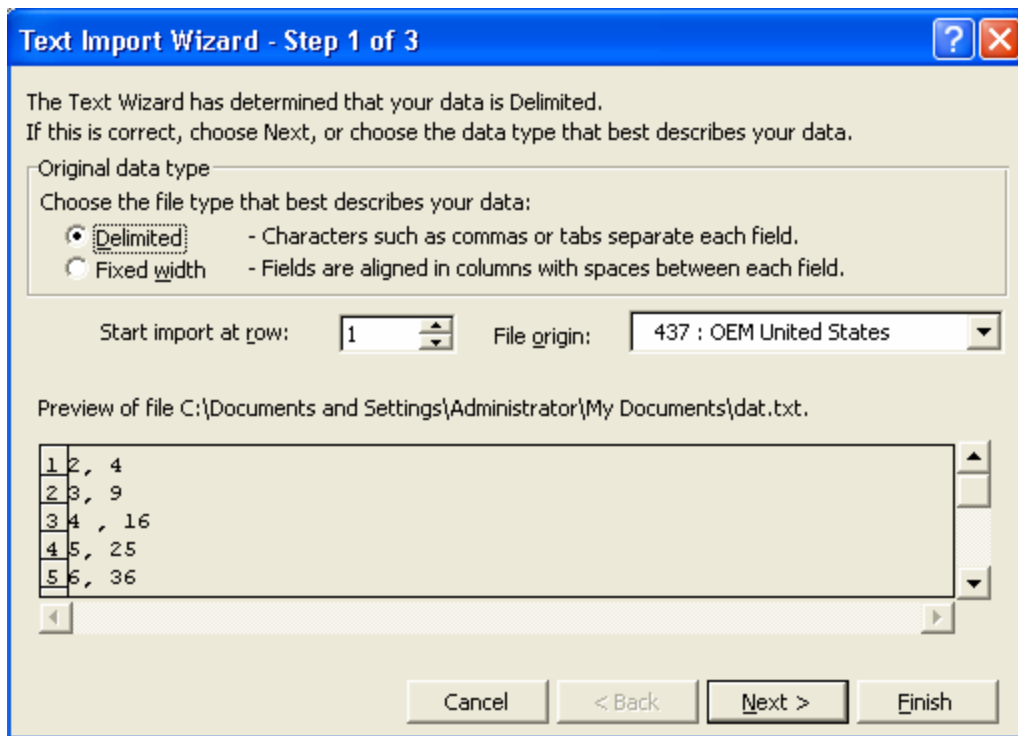 Text Import Wizard - Step 1 of 3
The Text Wizard has determined that your data is Delimited.
If this is correct, choose Next, or choose the data type that best describes your data.
Original data type
Choose the file type that best describes your data:
Delimited - Characters such as commas or tabs separate each field.
Fixed width - Fields are aligned in columns with spaces between each field.
Start import at row: 1 File origin: 437 : OEM United States
Preview of file C:\Documents and Settings\Administrator\My Documents\dat.txt.
1 2, 4
2 3, 9
3 4 , 16
4 5, 25
5 6, 36
Cancel < Back Next > Finish